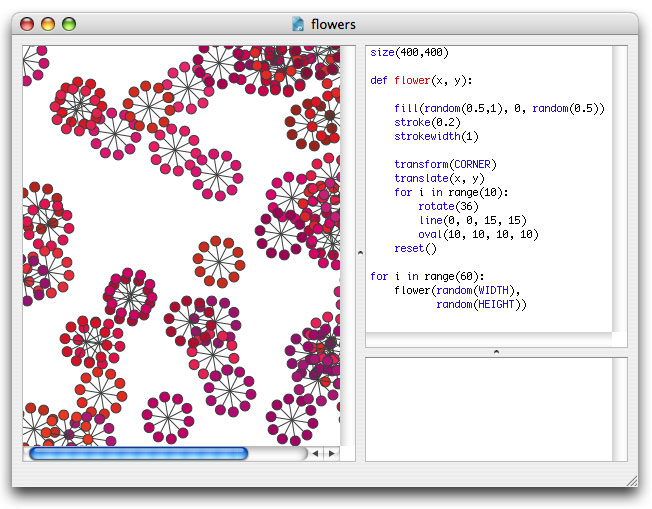 flowers
size(400,400)
def flower(x, y):
    fill(random(0.5,1), 0, random(0.5))
    stroke(0.2)
    strokewidth(1)
    transform(CORNER)
    translate(x, y)
    for i in range(10):
        rotate(36)
        line(0, 0, 15, 15)
        oval(10, 10, 10, 10)
    reset()
for i in range(60):
    flower(random(WIDTH),
           random(HEIGHT))